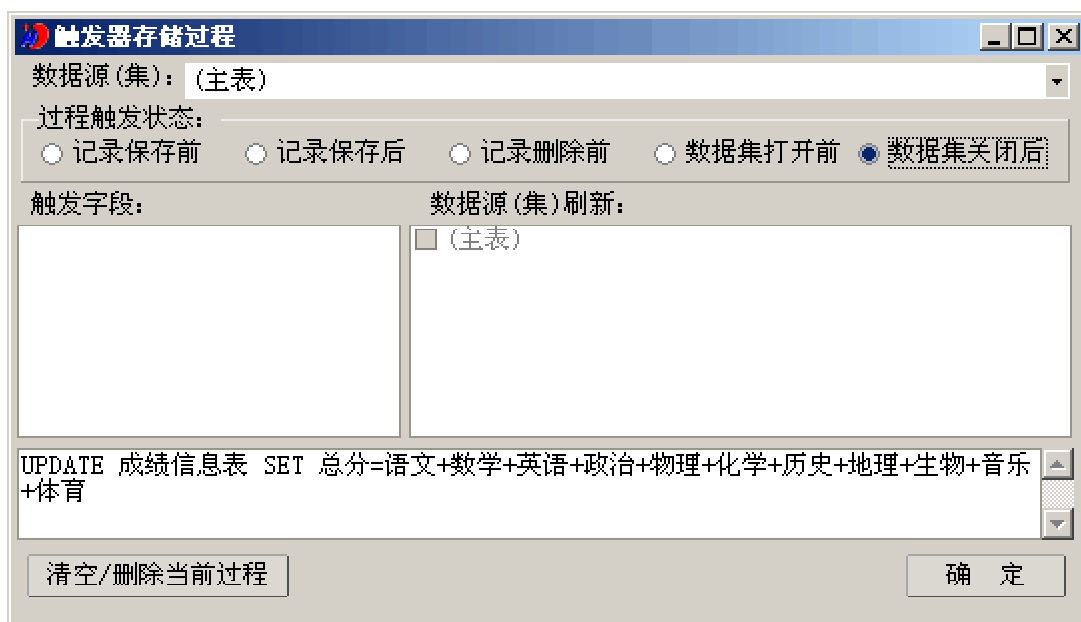 触发器存储过程
数据源(集): (主表)
过程触发状态:
记录保存前 记录保存后 记录删除前 数据集打开前 数据集关闭后
触发字段: 数据源(集)刷新:
(主表)
UPDATE 成绩信息表 SET 总分=语文+数学+英语+政治+物理+化学+历史+地理+生物+音乐
+体育
清空/删除当前过程 确 定